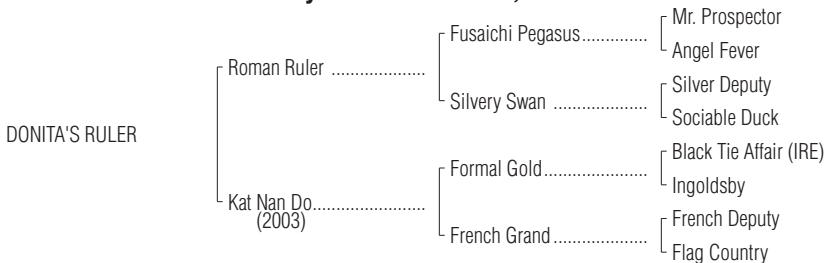 Mr. Prospector
Fusaichi Pegasus..............
Angel Fever
Roman Ruler ....................
Silver Deputy
Silvery Swan ....................
Sociable Duck
DONITA'S RULER
Black Tie Affair (IRE)
Formal Gold......................
Ingoldsby
Kat Nan Do........................
(2003)
French Deputy
French Grand....................
Flag Country